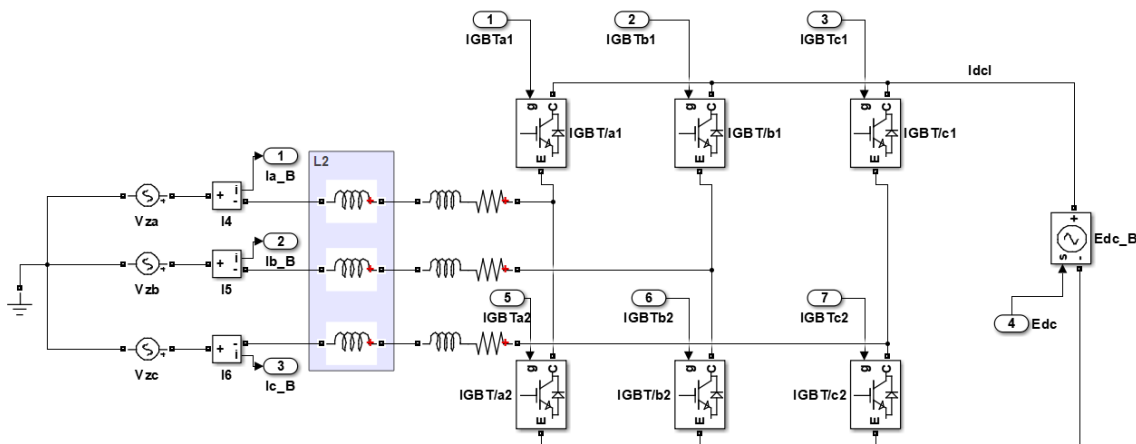 1
IGBTa1
2
IGBTb1
3
IGBTc1
Idcl
g
C
E
IGBT/a1
g
C
E
IGBT/b1
g
C
E
IGBT/c1
1
Ia_B
L2
+
i
-
Vza
I4
2
Ib_B
+
i
-
Vzb
I5
+
-
i
Vzc
I6
3
Ic_B
+
s
-
Edc_B
4
Edc
5
IGBTa2
6
IGBTb2
7
IGBTc2
g
C
E
IGBT/a2
g
C
E
IGBT/b2
g
C
E
IGBT/c2